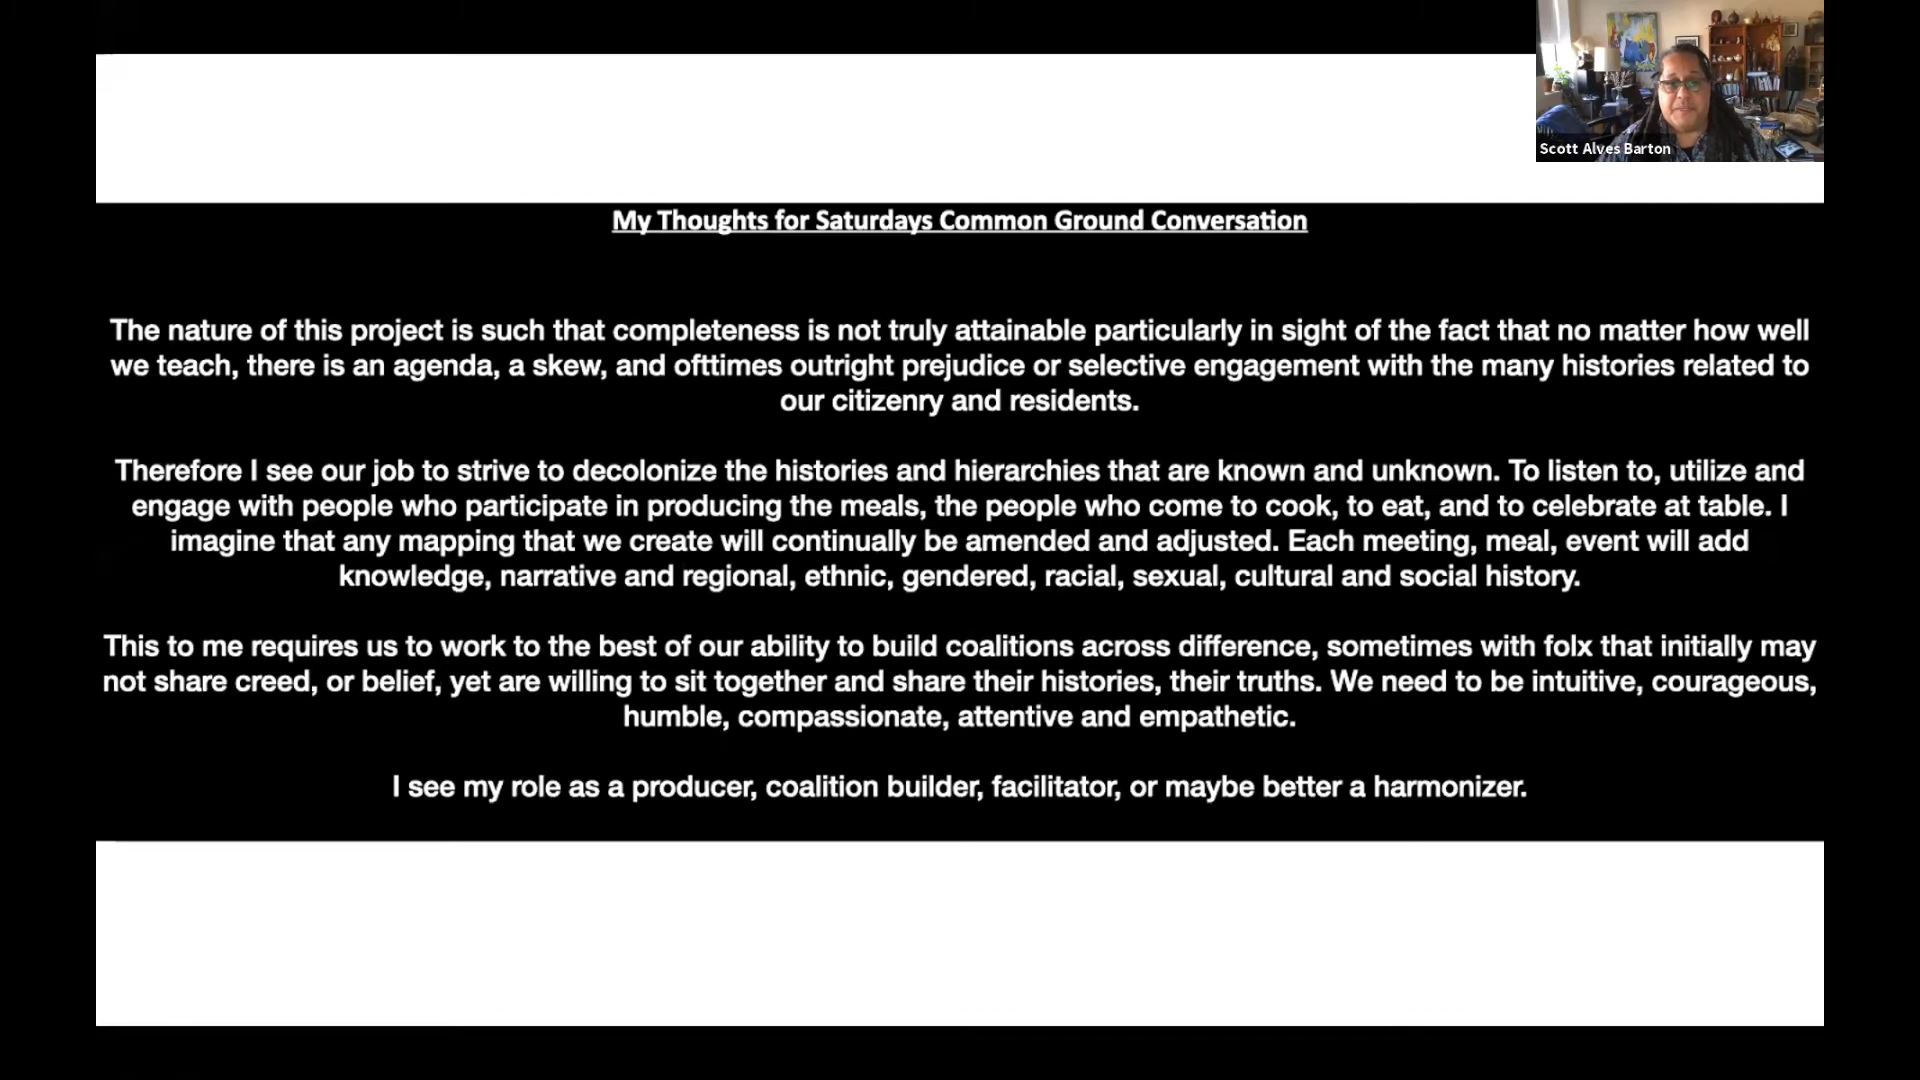 Scott Alves Barton
My Thoughts for Saturdays Common Ground Conversation
The nature of this project is such that completeness is not truly attainable particularly in sight of the fact that no matter how well
we teach, there is an agenda, a skew, and ofttimes outright prejudice or selective engagement with the many histories related to
our citizenry and residents.
Therefore I see our job to strive to decolonize the histories and hierarchies that are known and unknown. To listen to, utilize and
engage with people who participate in producing the meals, the people who come to cook, to eat, and to celebrate at table. I
imagine that any mapping that we create will continually be amended and adjusted. Each meeting, meal, event will add
knowledge, narrative and regional, ethnic, gendered, racial, sexual, cultural and social history.
This to me requires us to work to the best of our ability to build coalitions across difference, sometimes with folx that initially may
not share creed, or belief, yet are willing to sit together and share their histories, their truths. We need to be intuitive, courageous,
humble, compassionate, attentive and empathetic.
I see my role as a producer, coalition builder, facilitator, or maybe better a harmonizer.